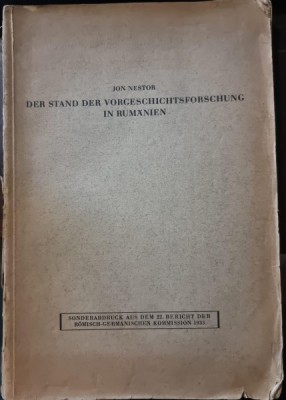 JON NESTOR
DER STAND DER VORGESCHICHTSFORSCHUNG
IN RUMÄNIEN
SONDERABDRUCK AUS DEM 22. BERICHT DER
RÖMISCH-GERMANISCHEN KOMMISSION